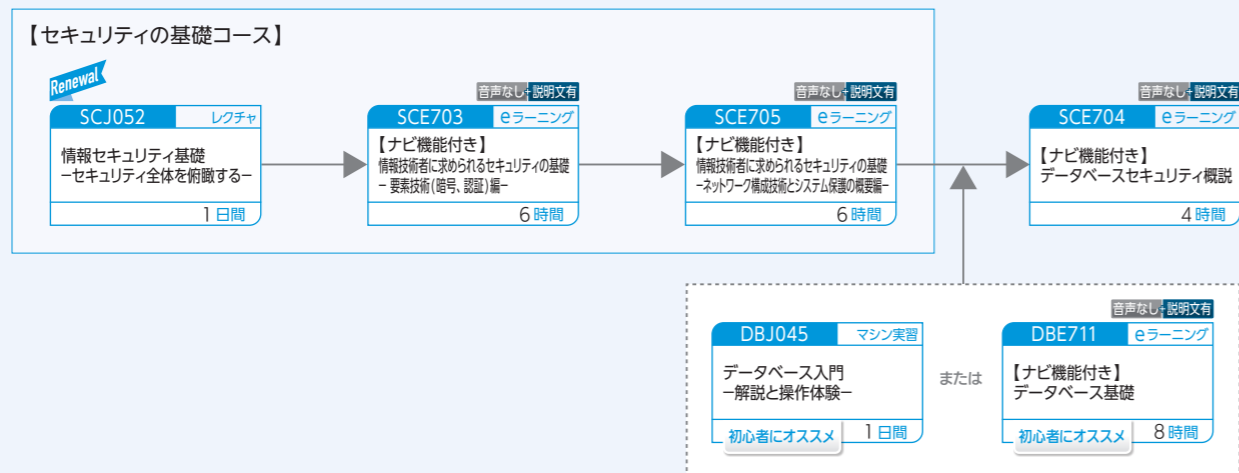 【セキュリティの基礎コース】
Renewal
SCJ052 レクチャ
情報セキュリティ基礎
−セキュリティ全体を俯瞰する−
1日間
音声なし+説明文有
SCE703 eラーニング
【ナビ機能付き】
情報技術者に求められるセキュリティの基礎
− 要素技術(暗号、認証)編−
6時間
音声なし+説明文有
SCE705 eラーニング
【ナビ機能付き】
情報技術者に求められるセキュリティの基礎
−ネットワーク構成技術とシステム保護の概要編−
6時間
音声なし+説明文有
SCE704 eラーニング
【ナビ機能付き】
データベースセキュリティ概説
4時間
DBJ045 マシン実習
データベース入門
−解説と操作体験−
初心者にオススメ 1日間
または
音声なし+説明文有
DBE711 eラーニング
【ナビ機能付き】
データベース基礎
初心者にオススメ 8時間